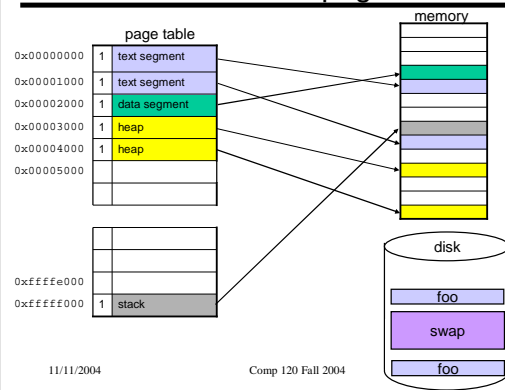 memory
page table
0x00000000 1 text segment
0x00001000 1 text segment
0x00002000 1 data segment
0x00003000 1 heap
0x00004000 1 heap
0x00005000
0xffffe000
0xfffff000 1 stack
disk
foo
swap
foo
11/11/2004 Comp 120 Fall 2004